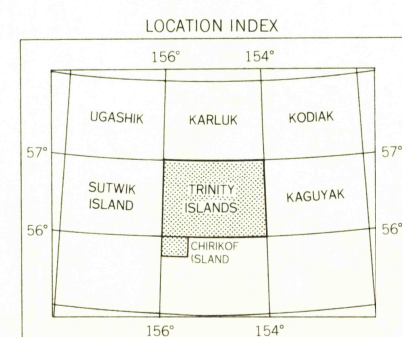 LOCATION INDEX
156° 154°
UGASHIK KARLUK KODIAK
57° 57°
SUTWIK
ISLAND
TRINITY
ISLANDS
KAGUYAK
56° 56°
CHIRIKOF
ISLAND
156° 154°